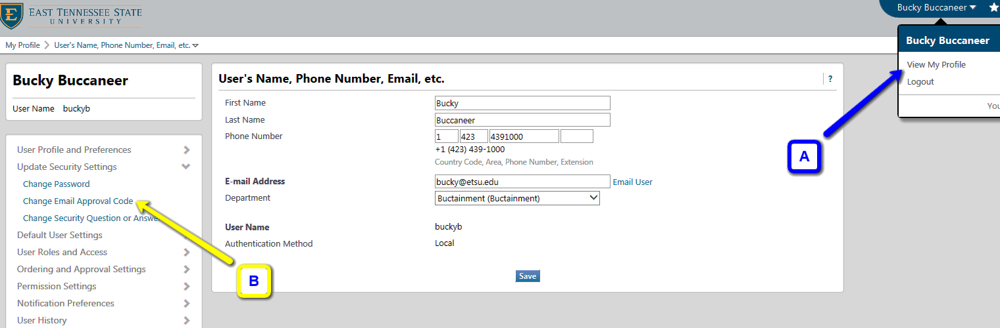 EAST TENNESSEE STATE
UNIVERSITY
Bucky Buccaneer
My Profile
User's Name, Phone Number, Email, etc.
Bucky Buccaneer
View My Profile
Logout
You
A
Bucky Buccaneer
User Name buckyb
User Profile and Preferences
Update Security Settings
Change Password
Change Email Approval Code
Change Security Question or Answe
Default User Settings
User Roles and Access
Ordering and Approval Settings
Permission Settings
Notification Preferences
User History
B
User's Name, Phone Number, Email, etc. ?
First Name Bucky
Last Name Buccaneer
Phone Number 1 423 4391000
+1 (423) 439-1000
Country Code, Area, Phone Number, Extension
E-mail Address bucky@etsu.edu Email User
Department Buctainment (Buctainment)
User Name buckyb
Authentication Method Local
Save